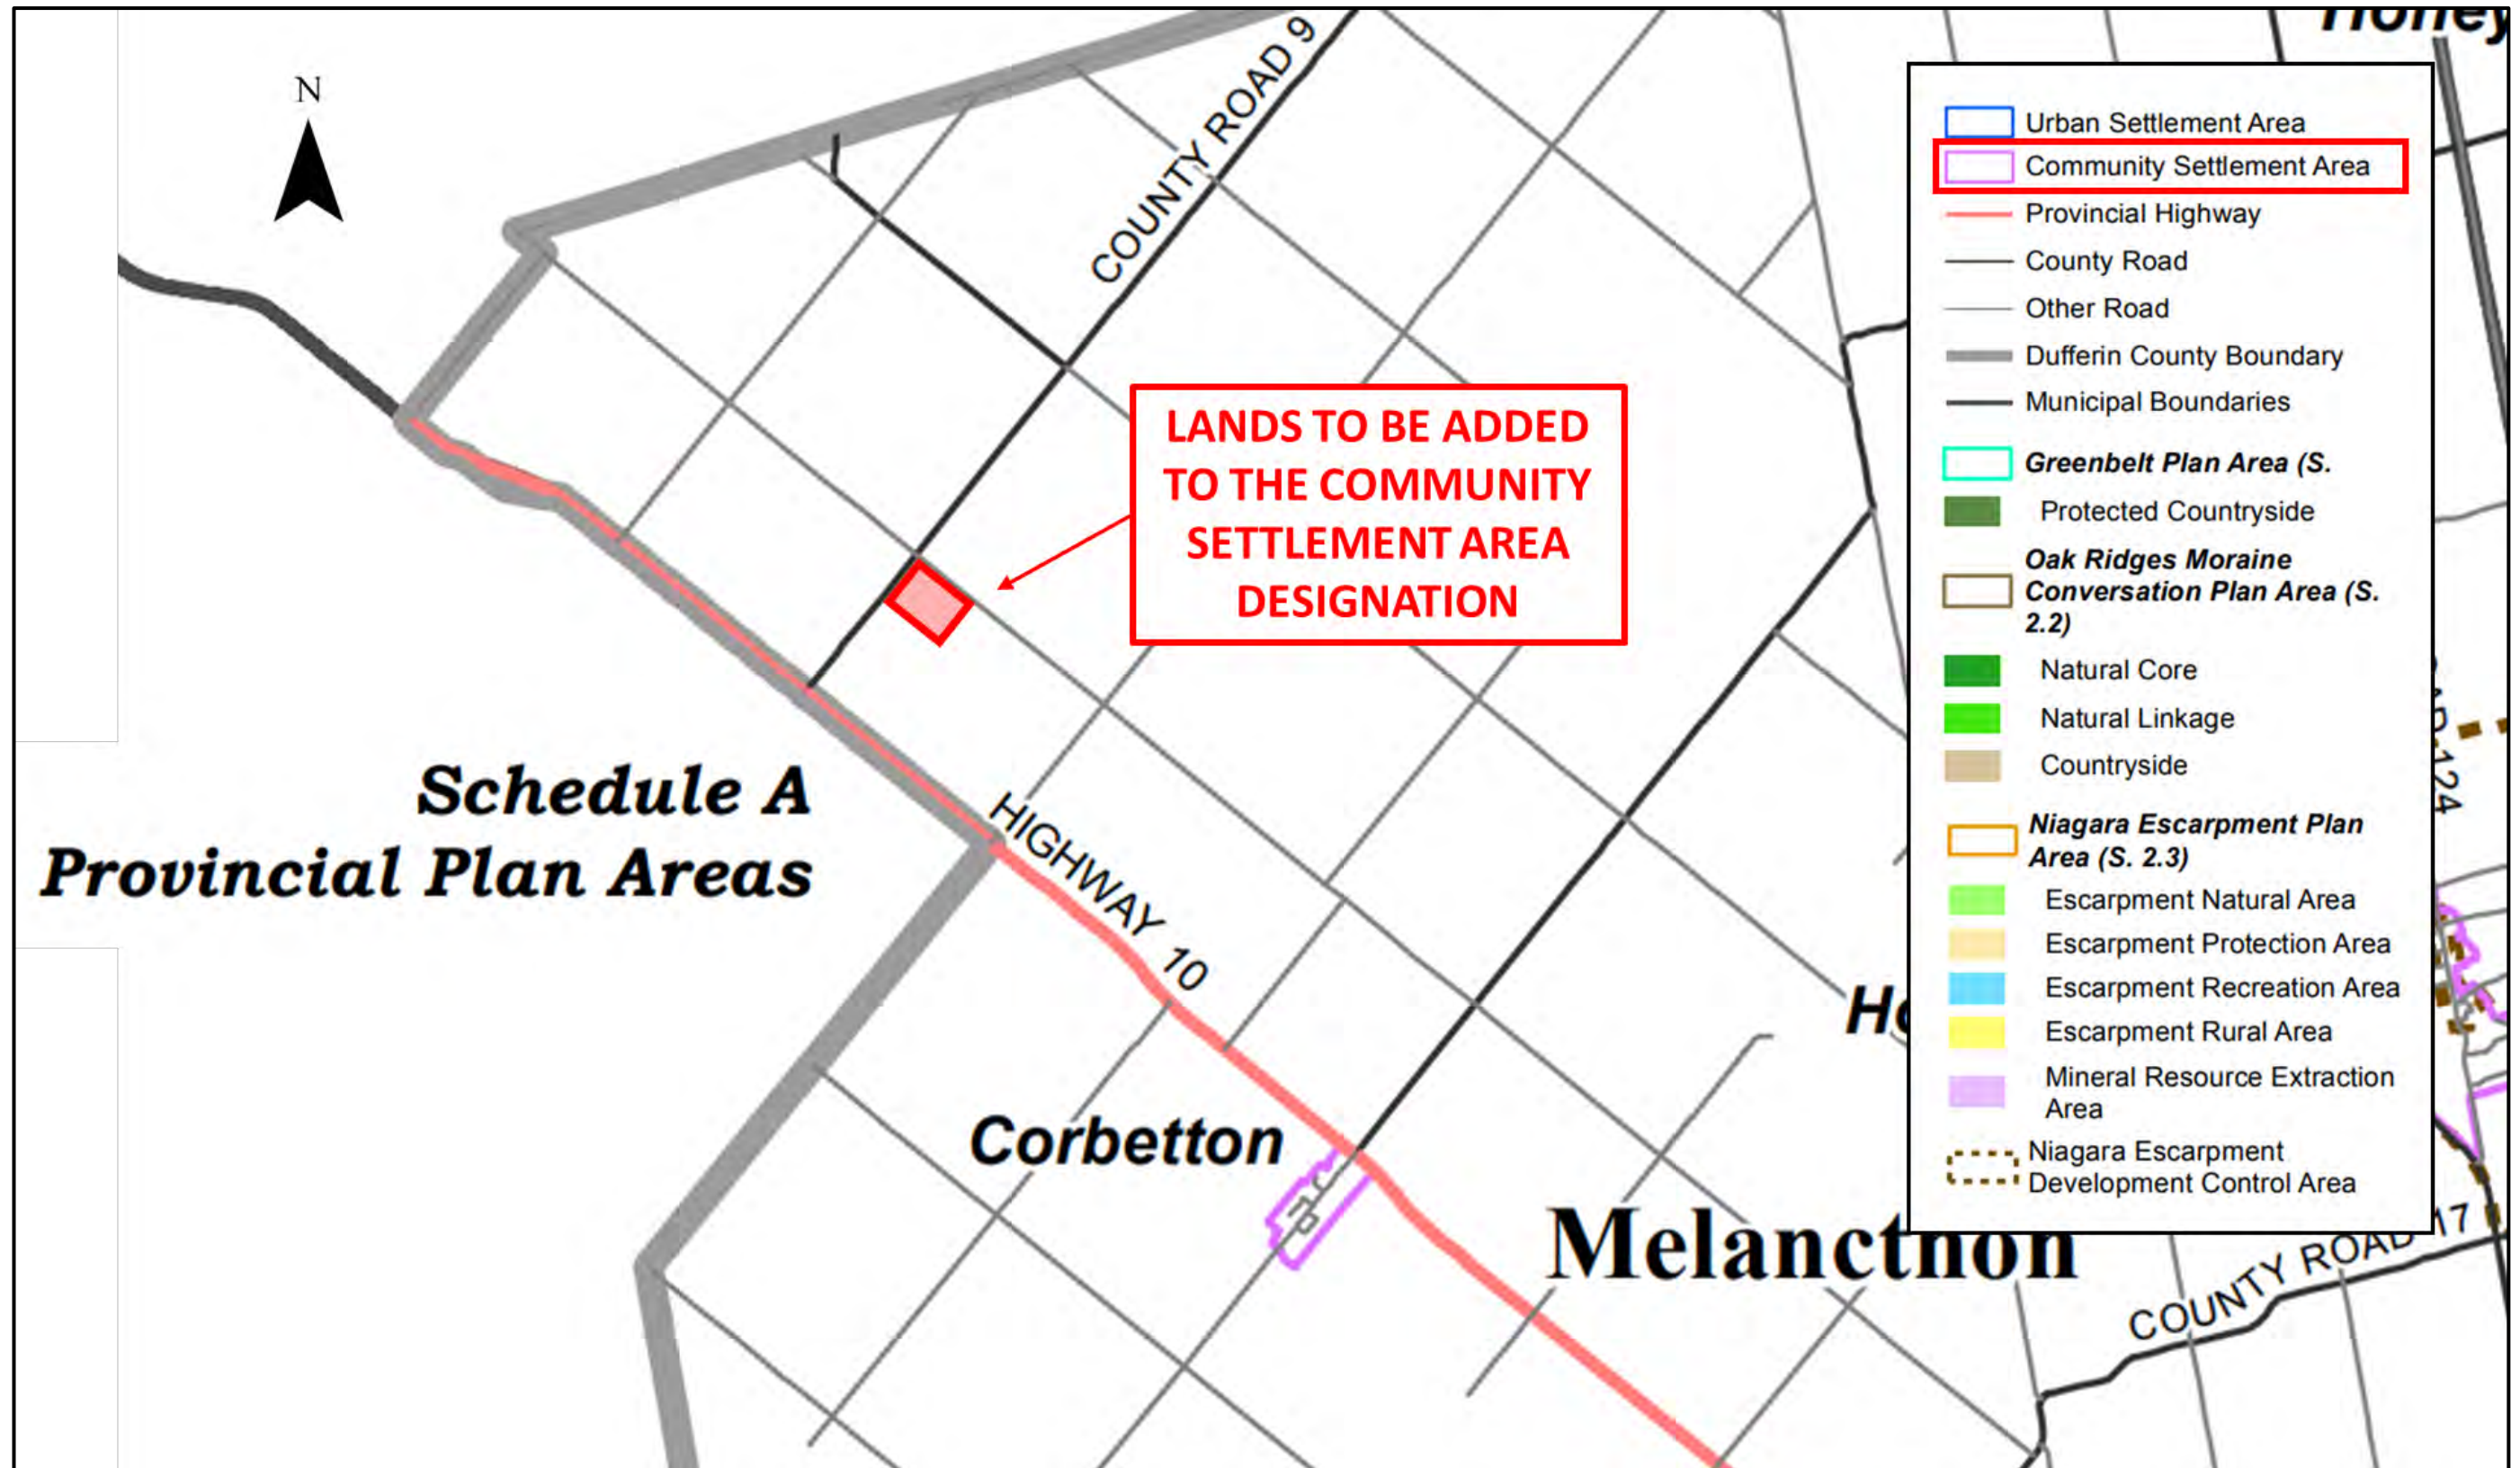 N
COUNTY ROAD 9
Urban Settlement Area
Community Settlement Area
Provincial Highway
County Road
Other Road
Dufferin County Boundary
Municipal Boundaries
Greenbelt Plan Area (S.
Protected Countryside
Oak Ridges Moraine
Conversation Plan Area (S.
2.2)
Natural Core
Natural Linkage
Countryside
Niagara Escarpment Plan
Area (S. 2.3)
Escarpment Natural Area
Escarpment Protection Area
Escarpment Recreation Area
Escarpment Rural Area
Mineral Resource Extraction
Area
Niagara Escarpment
Development Control Area
LANDS TO BE ADDED
TO THE COMMUNITY
SETTLEMENT AREA
DESIGNATION
Schedule A
Provincial Plan Areas
HIGHWAY 10
Corbetton
Melancthon
COUNTY ROAD 17
124